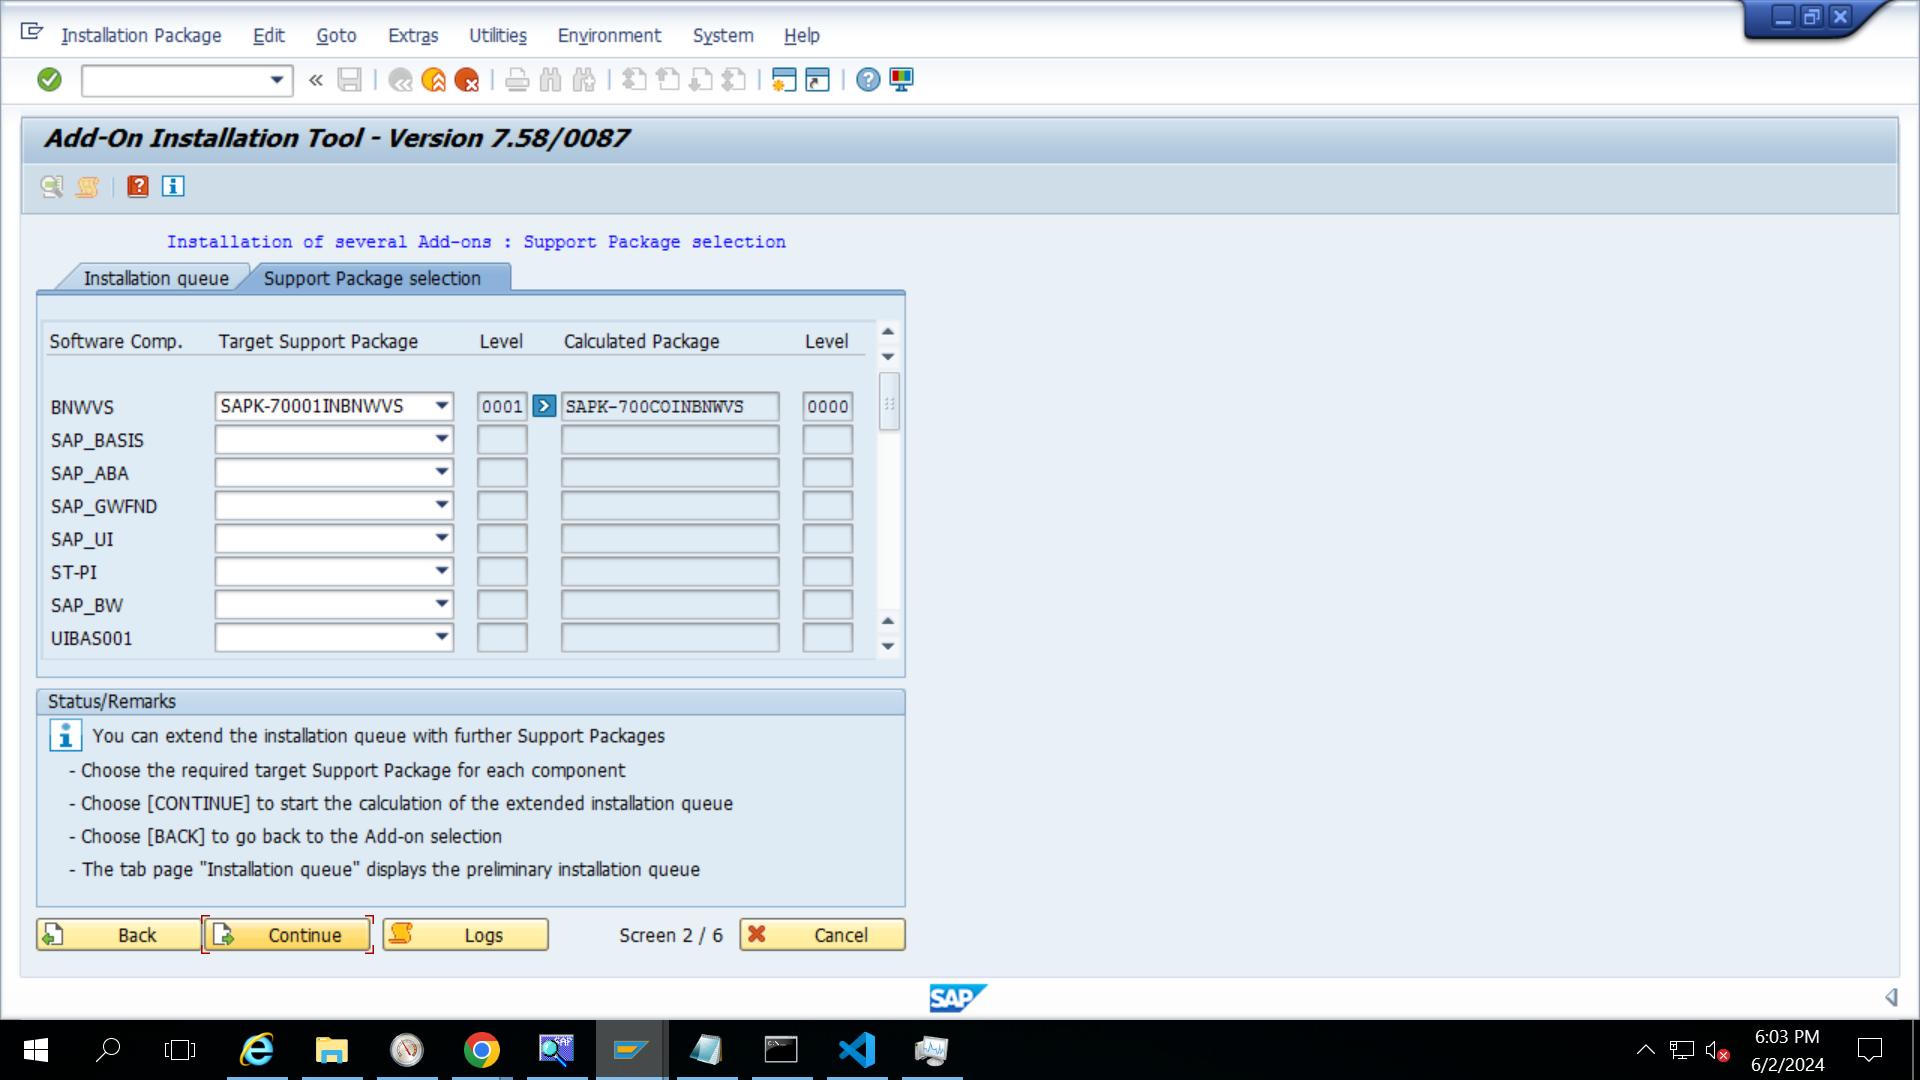 Installation Package Edit Goto Extras Utilities Environment System Help
Add-On Installation Tool - Version 7.58/0087
Installation of several Add-ons : Support Package selection
Installation queue Support Package selection
Software Comp. Target Support Package Level Calculated Package Level
BNWVS SAPK-70001INBNWVS 0001 SAPK-700COINBNWVS 0000
SAP_BASIS
SAP_ABA
SAP_GWFND
SAP_UI
ST-PI
SAP_BW
UIBAS001
Status/Remarks
You can extend the installation queue with further Support Packages
- Choose the required target Support Package for each component
- Choose [CONTINUE] to start the calculation of the extended installation queue
- Choose [BACK] to go back to the Add-on selection
- The tab page "Installation queue" displays the preliminary installation queue
Back Continue Logs Screen 2 / 6 Cancel
SAP
SAP
6:03 PM
6/2/2024